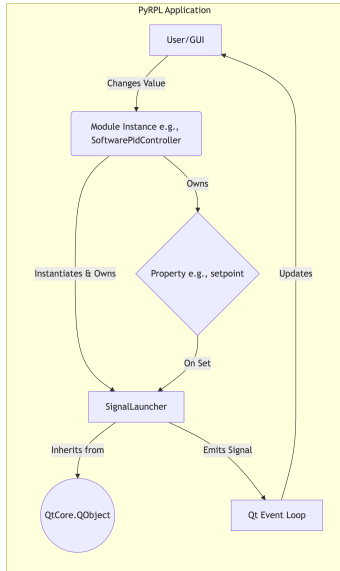 PyRPL Application
User/GUI
Changes Value
Module Instance e.g.,
SoftwarePidController
Owns
Instantiates & Owns
Property e.g., setpoint
Updates
On Set
SignalLauncher
Inherits from
Emits Signal
QtCore.QObject
Qt Event Loop